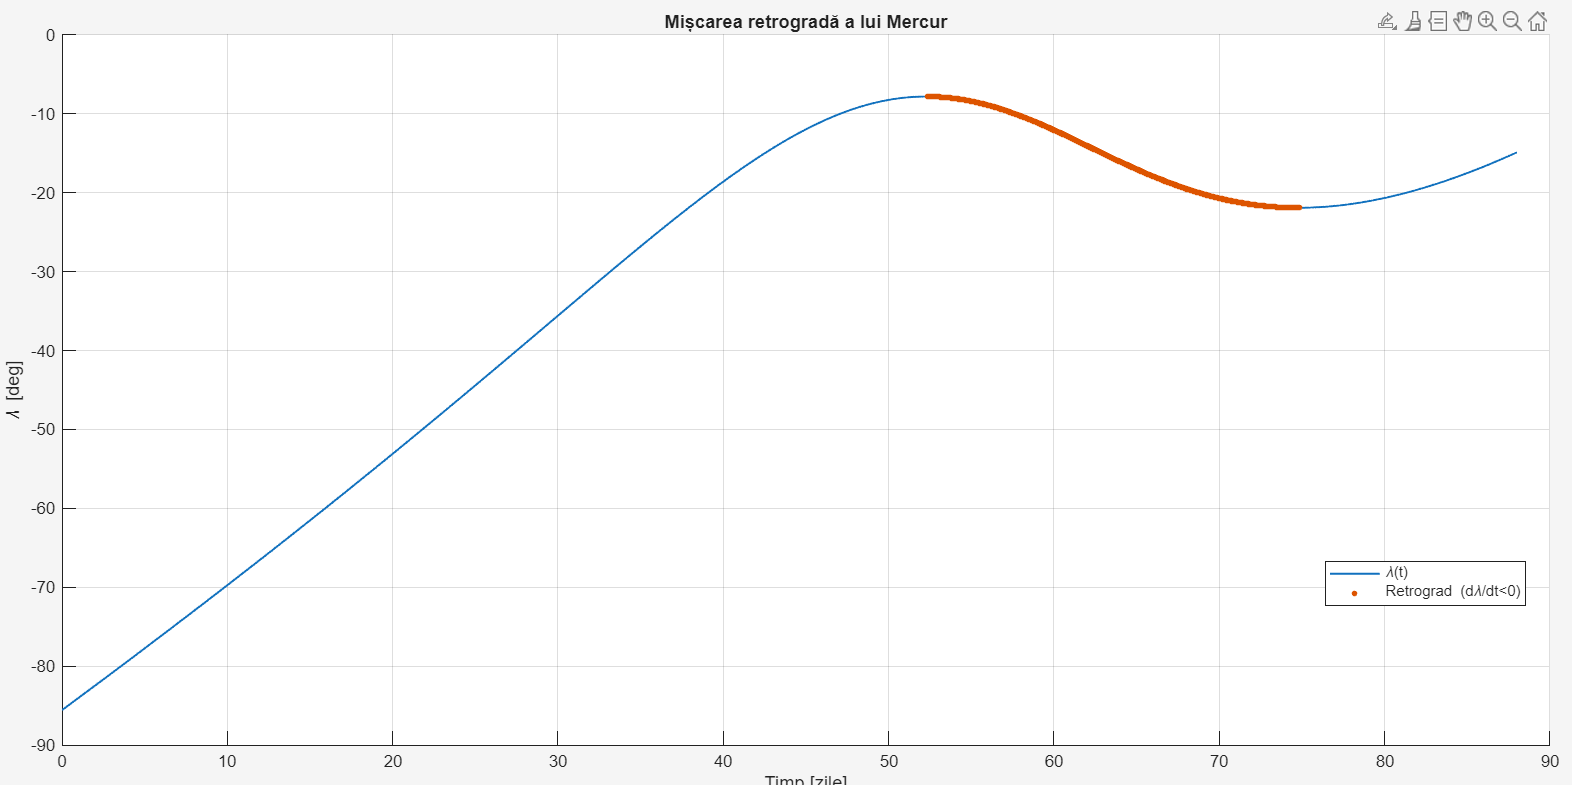 Mișcarea retrogradă a lui Mercur
0
-10
-20
-30
-40
-50
-60
-70
-80
-90
λ [deg]
0 10 20 30 40 50 60 70 80 90
Timp [zile]
λ(t)
Retrograd (dλ/dt<0)